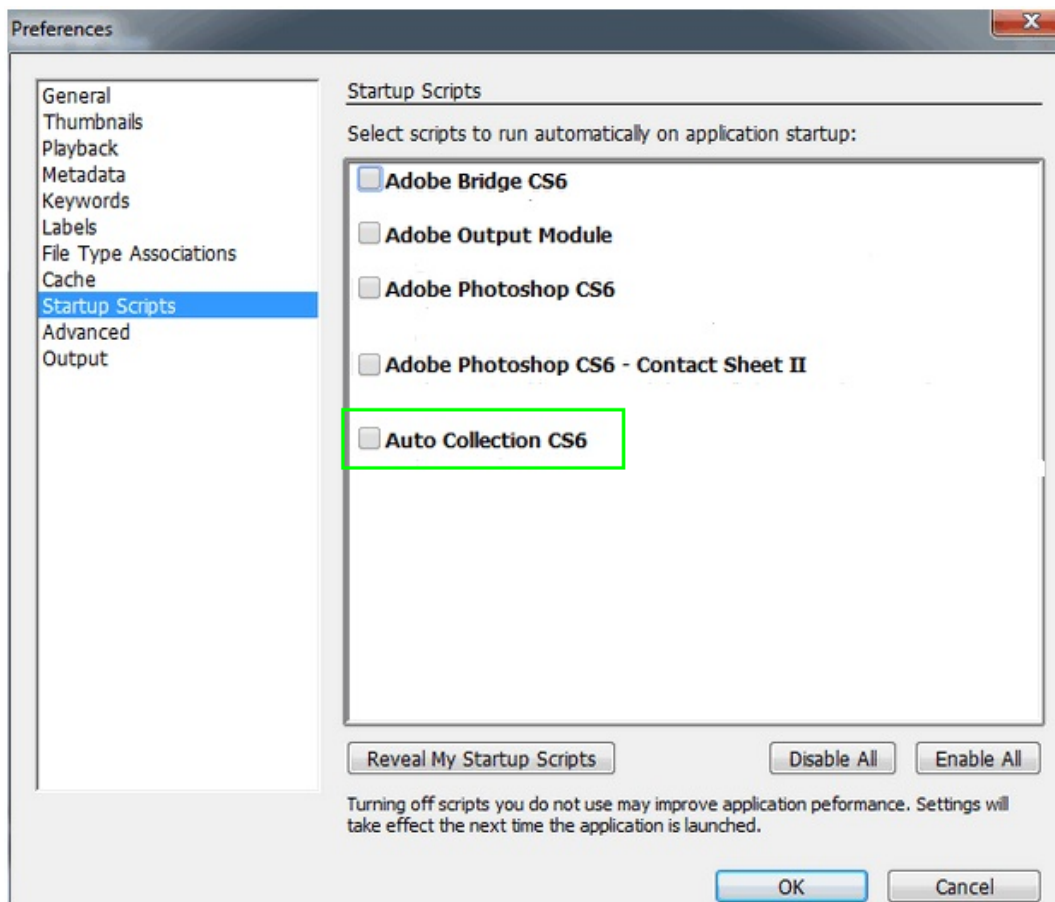 Preferences
General
Thumbnails
Playback
Metadata
Keywords
Labels
File Type Associations
Cache
Startup Scripts
Advanced
Output
Startup Scripts
Select scripts to run automatically on application startup:
Adobe Bridge CS6
Adobe Output Module
Adobe Photoshop CS6
Adobe Photoshop CS6 - Contact Sheet II
Auto Collection CS6
Reveal My Startup Scripts
Disable All
Enable All
Turning off scripts you do not use may improve application peformance. Settings will
take effect the next time the application is launched.
OK
Cancel